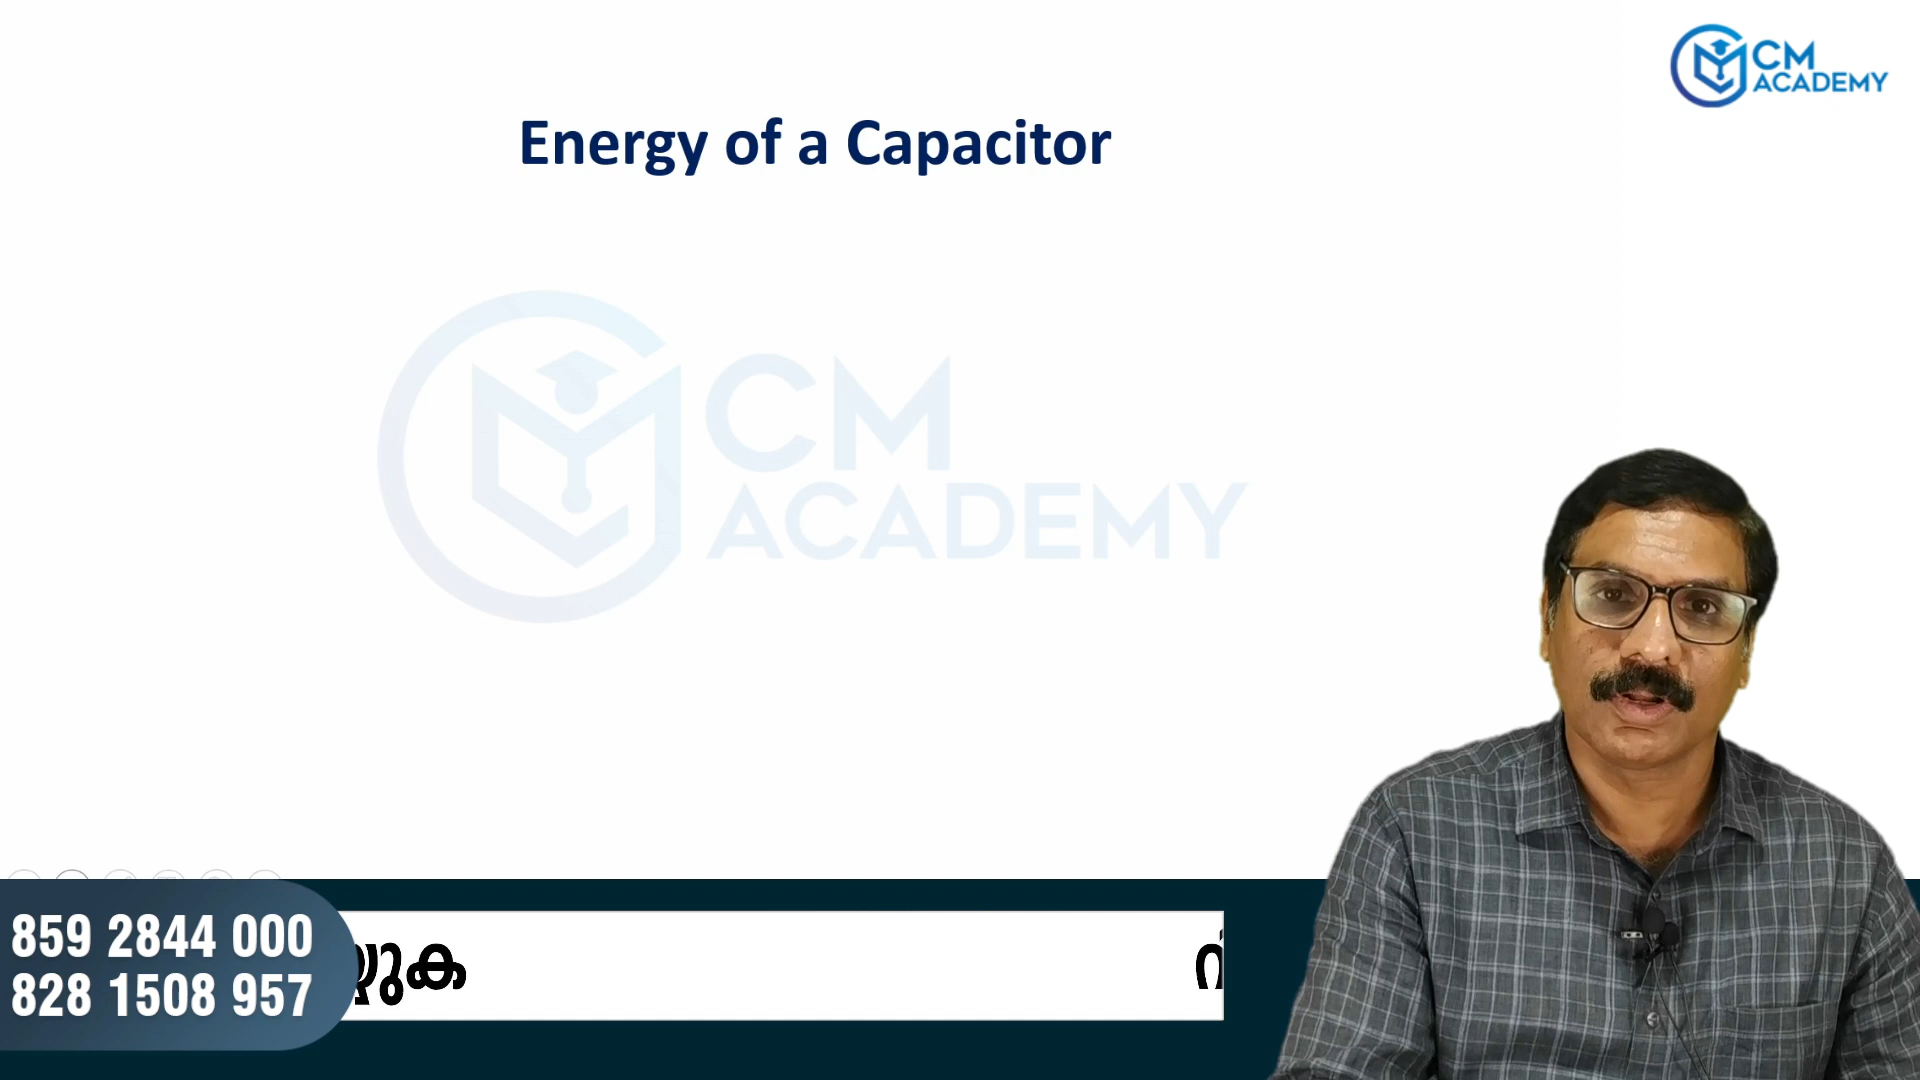 CM
ACADEMY
Energy of a Capacitor
CM
ACADEMY
859 2844 000
828 1508 957